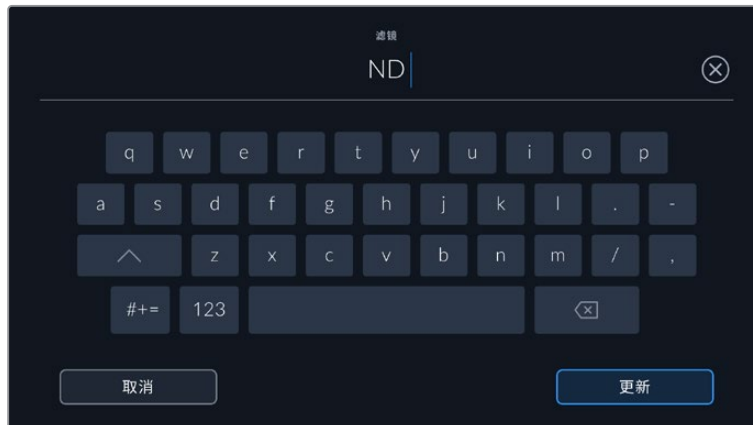 滤镜
ND
q w e r t y u i o p
a s d f g h j k l . -
z x c v b n m / ,
#+= 123
取消 更新